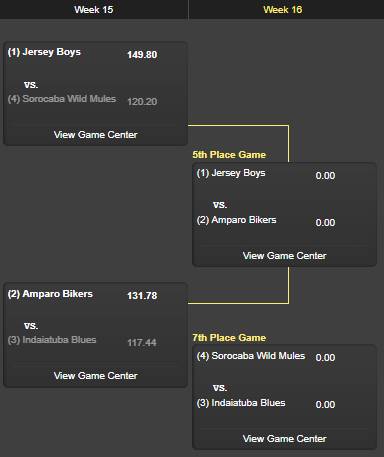 Week 15
Week 16
(1) Jersey Boys 149.80
vs.
(4) Sorocaba Wild Mules 120.20
View Game Center
5th Place Game
(1) Jersey Boys 0.00
vs.
(2) Amparo Bikers 0.00
View Game Center
(2) Amparo Bikers 131.78
vs.
(3) Indaiatuba Blues 117.44
View Game Center
7th Place Game
(4) Sorocaba Wild Mules 0.00
vs.
(3) Indaiatuba Blues 0.00
View Game Center